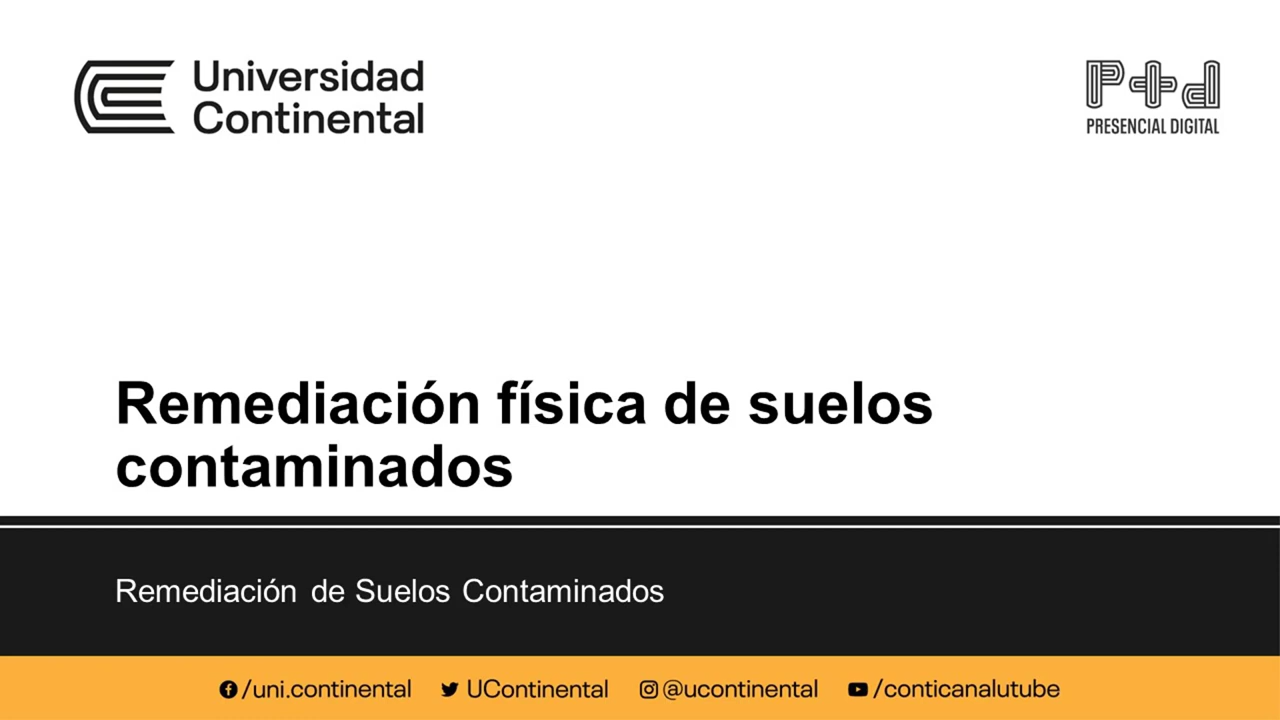 Universidad
Continental
P+d
PRESENCIAL DIGITAL
Remediación física de suelos
contaminados
Remediación de Suelos Contaminados
/uni.continental UContinental @ucontinental /conticanalutube